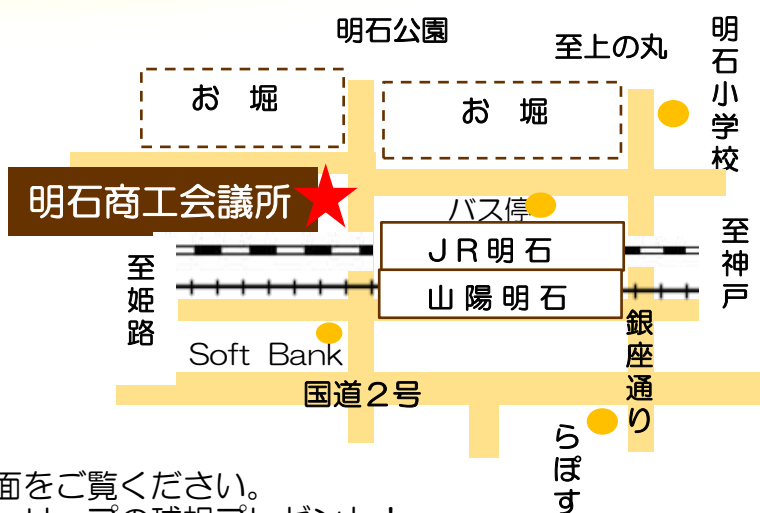 明石公園
至上の丸
明石小学校
お　堀
お　堀
明石商工会議所
バス停
ＪＲ明石
至神戸
至姫路
山陽明石
銀座通り
Soft Bank
国道２号
らぽす
面をご覧ください。